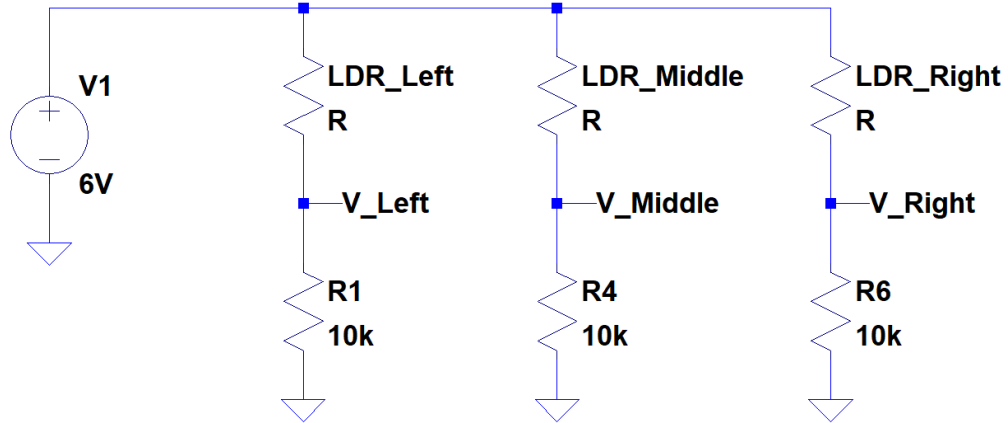 V1
6V
LDR_Left
R
LDR_Middle
R
LDR_Right
R
V_Left
V_Middle
V_Right
R1
10k
R4
10k
R6
10k